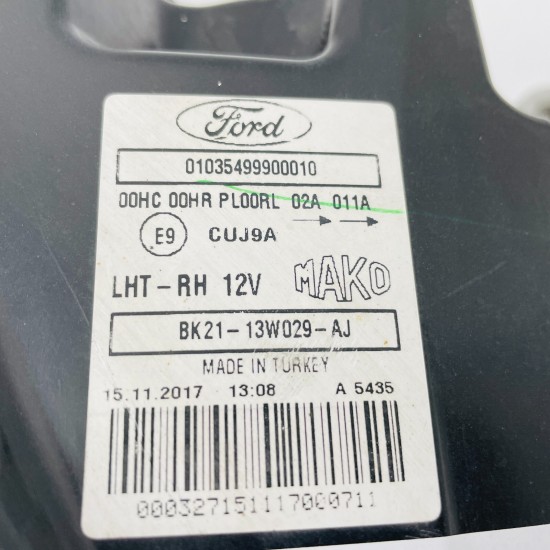 Ford
01035499900010
00HC 00HR PL00RL 02A 011A
E9 CUJ9A
LHT-RH 12V MAKO
BK21-13W029-AJ
MADE IN TURKEY
15.11.2017 13:08 A 5435
0003271511170000711